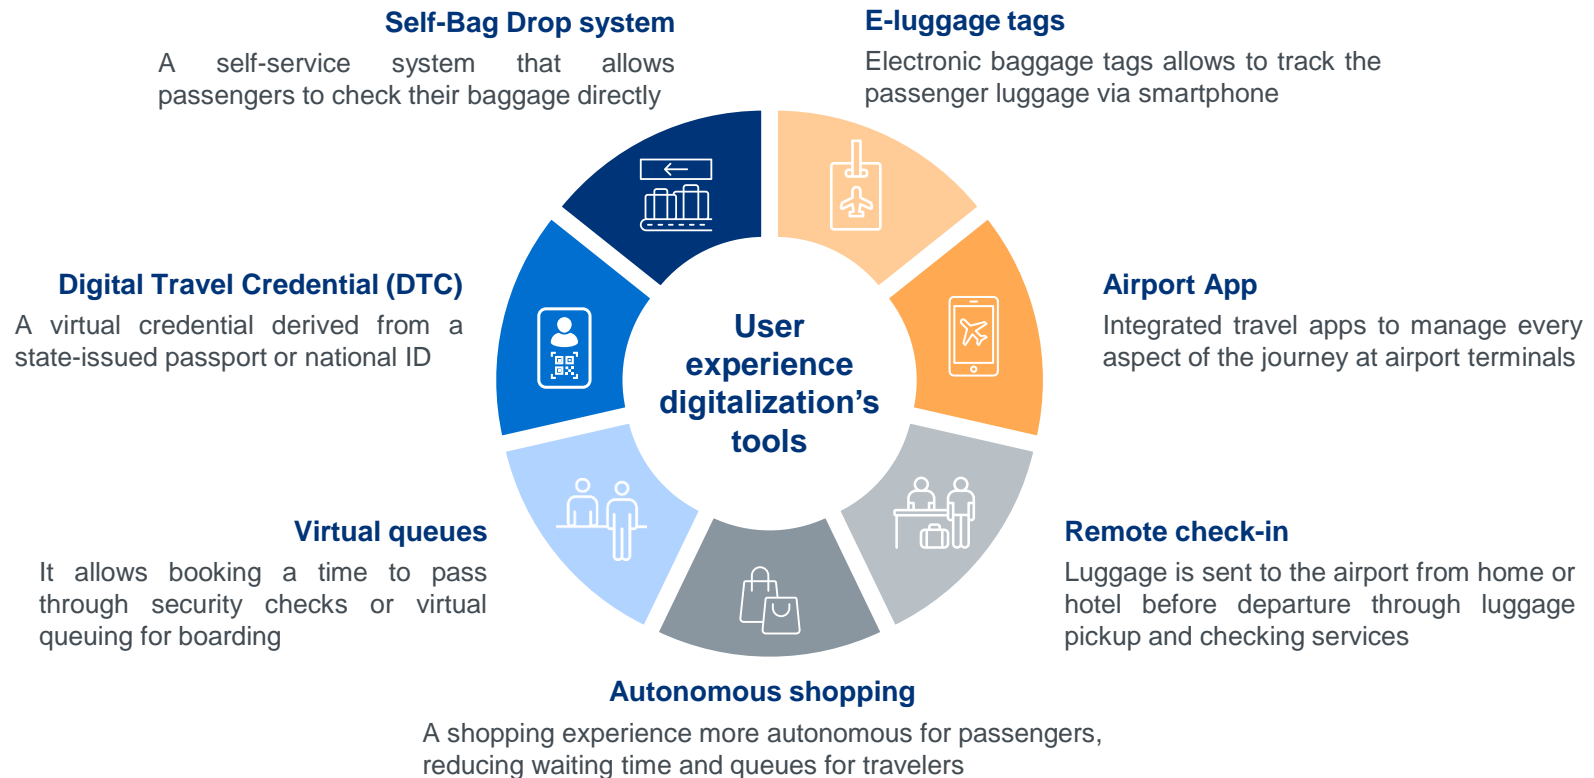 Self-Bag Drop system
A self-service system that allows
passengers to check their baggage directly
E-luggage tags
Electronic baggage tags allows to track the
passenger luggage via smartphone
Digital Travel Credential (DTC)
A virtual credential derived from a
state-issued passport or national ID
User
experience
digitalization’s
tools
Airport App
Integrated travel apps to manage every
aspect of the journey at airport terminals
Virtual queues
It allows booking a time to pass
through security checks or virtual
queuing for boarding
Remote check-in
Luggage is sent to the airport from home or
hotel before departure through luggage
pickup and checking services
Autonomous shopping
A shopping experience more autonomous for passengers,
reducing waiting time and queues for travelers